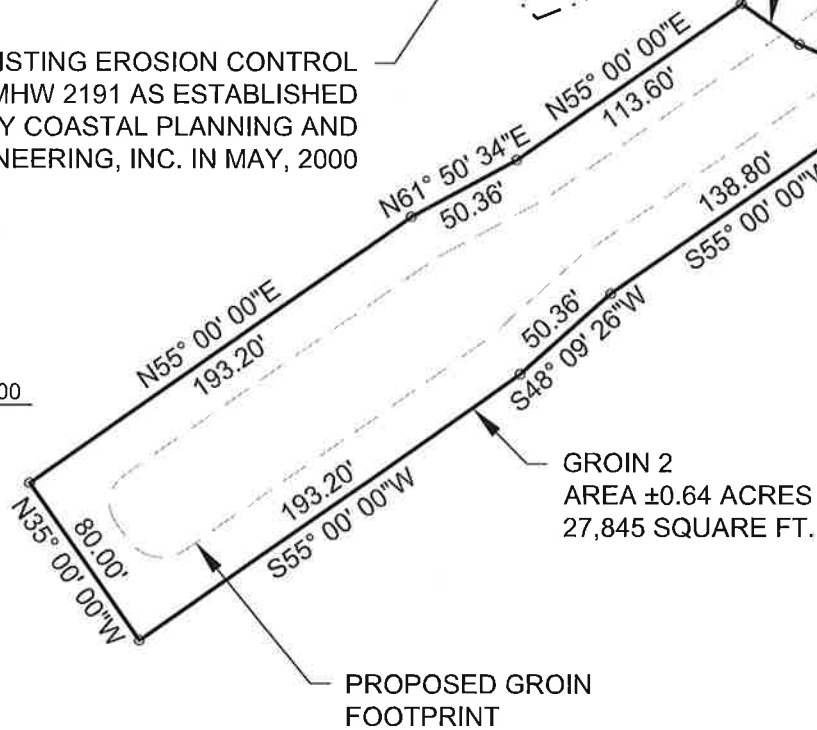 ISTING EROSION CONTROL
MHW 2191 AS ESTABLISHED
Y COASTAL PLANNING AND
NEERING, INC. IN MAY, 2000
N55° 00' 00"E
113.60'
N61° 50' 34"E
50.36'
138.80'
S55° 00' 00"W
N55° 00' 00"E
193.20'
50.36'
S48° 09' 26"W
00
GROIN 2
AREA ±0.64 ACRES
27,845 SQUARE FT.
193.20'
S55° 00' 00"W
80.00'
N35° 00' 00"W
PROPOSED GROIN
FOOTPRINT